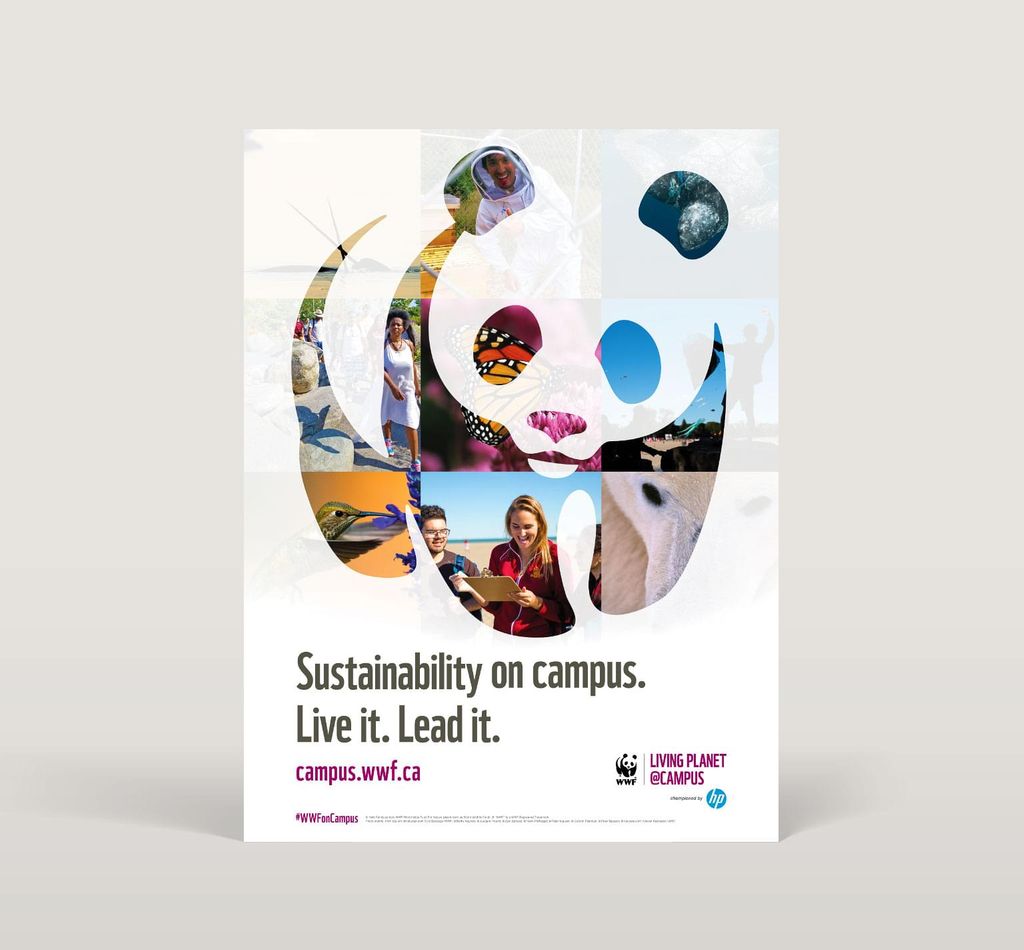 Sustainability on campus.
Live it. Lead it.
campus.wwf.ca
WWF
LIVING PLANET
@CAMPUS
championed by hp
#WWFonCampus